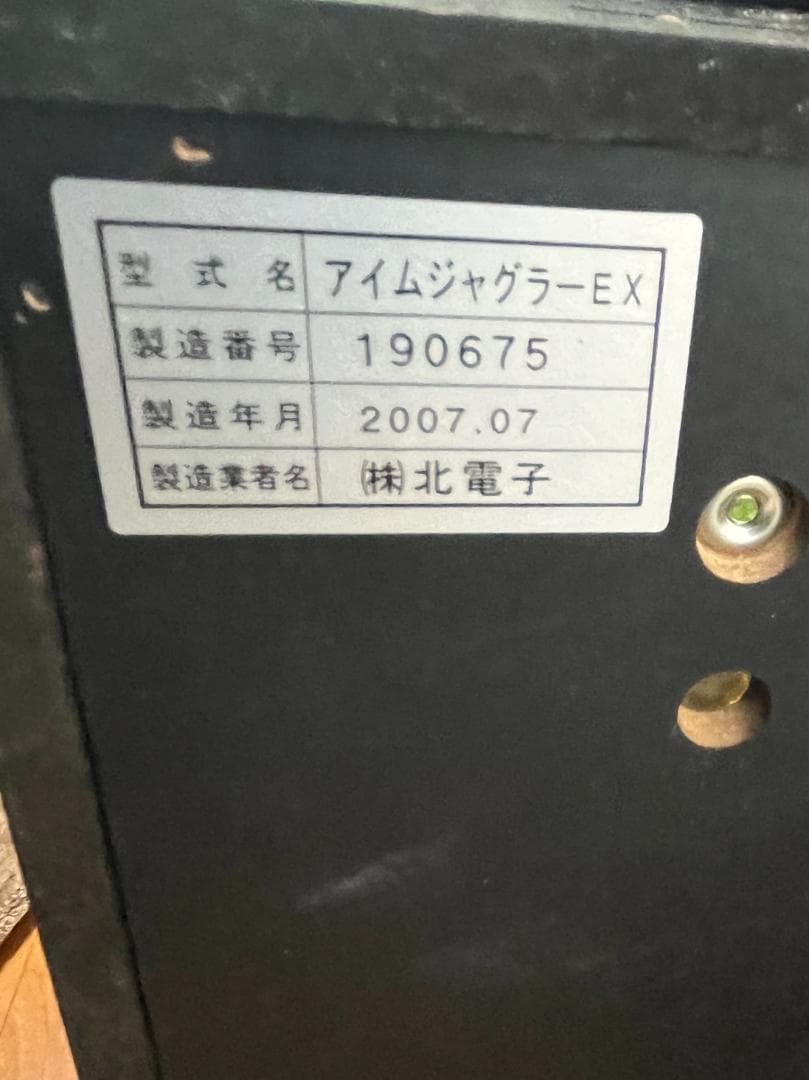 型式名 アイムジャグラーEX
製造番号 190675
製造年月 2007.07
製造業者名 ㈱北電子